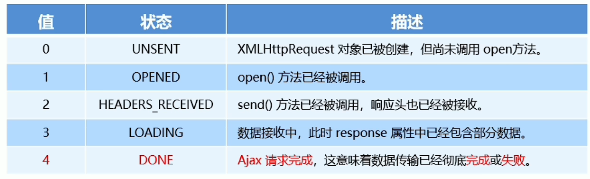 值 状态 描述
0 UNSENT XMLHttpRequest 对象已被创建，但尚未调用 open方法。
1 OPENED open() 方法已经被调用。
2 HEADERS_RECEIVED send() 方法已经被调用，响应头也已经被接收。
3 LOADING 数据接收中，此时 response 属性中已经包含部分数据。
4 DONE Ajax 请求完成，这意味着数据传输已经彻底完成或失败。